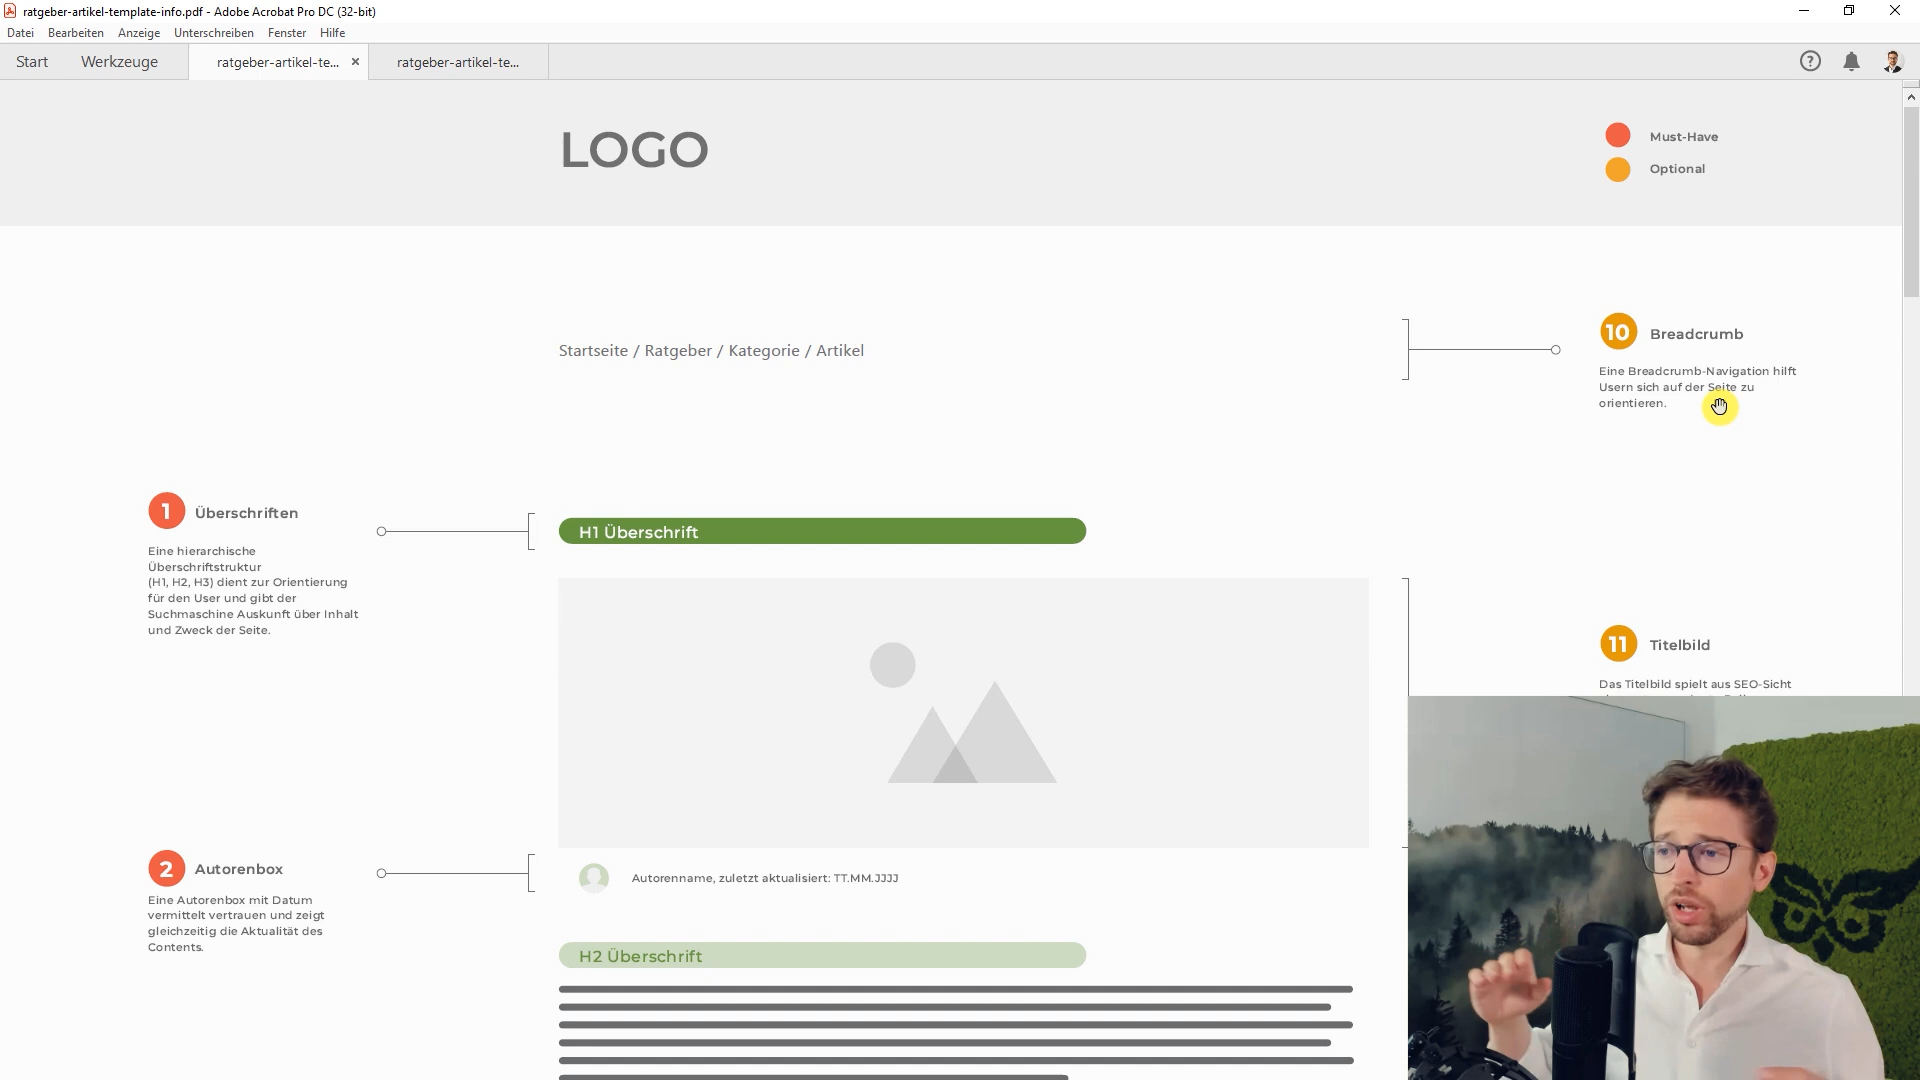 ratgeber-artikel-template-info.pdf - Adobe Acrobat Pro DC (32-bit)
Datei Bearbeiten Anzeige Unterschreiben Fenster Hilfe
Start Werkzeuge ratgeber-artikel-te... ratgeber-artikel-te...
LOGO
Must-Have
Optional
Startseite / Ratgeber / Kategorie / Artikel
10 Breadcrumb
Eine Breadcrumb-Navigation hilft
Usern sich auf der Seite zu
orientieren.
1 Überschriften
Eine hierarchische
Überschriftstruktur
(H1, H2, H3) dient zur Orientierung
für den User und gibt der
Suchmaschine Auskunft über Inhalt
und Zweck der Seite.
H1 Überschrift
11 Titelbild
Das Titelbild spielt aus SEO-Sicht
2 Autorenbox
Eine Autorenbox mit Datum
vermittelt vertrauen und zeigt
gleichzeitig die Aktualität des
Contents.
Autorenname, zuletzt aktualisiert: TT.MM.JJJJ
H2 Überschrift